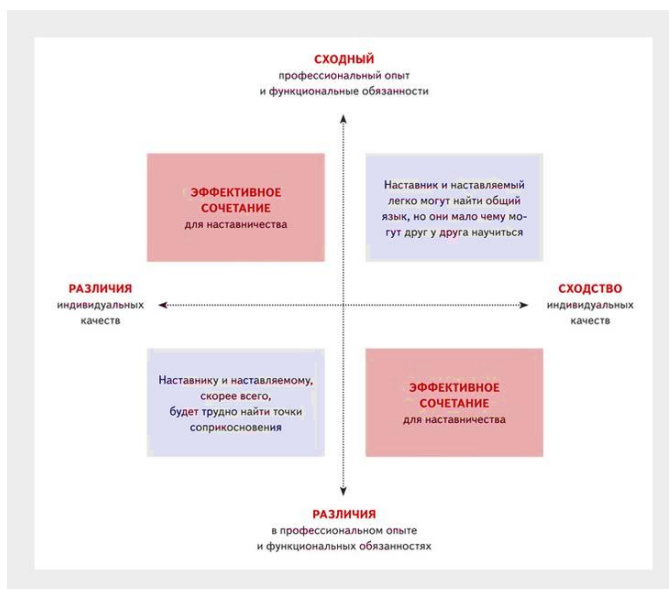 СХОДНЫЙ
профессиональный опыт
и функциональные обязанности
ЭФФЕКТИВНОЕ
СОЧЕТАНИЕ
для наставничества
Наставник и наставляемый
легко могут найти общий
язык, но они мало чему мо-
гут друг у друга научиться
РАЗЛИЧИЯ
индивидуальных
качеств
СХОДСТВО
индивидуальных
качеств
Наставнику и наставляемому,
скорее всего,
будет трудно найти точки
соприкосновения
ЭФФЕКТИВНОЕ
СОЧЕТАНИЕ
для наставничества
РАЗЛИЧИЯ
в профессиональном опыте
и функциональных обязанностях